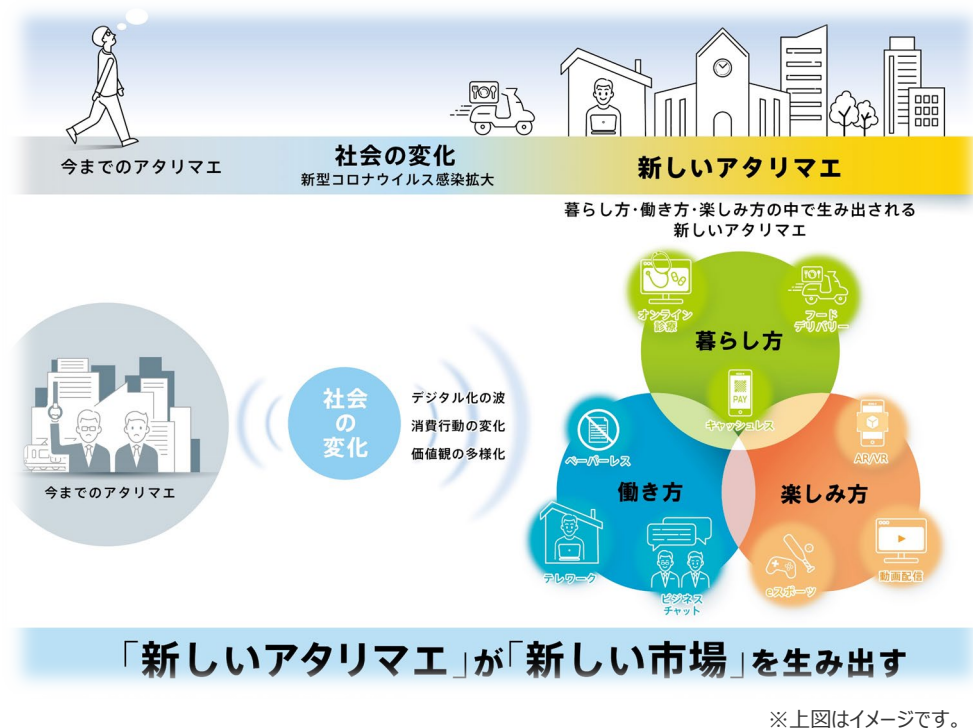 今までのアタリマエ
社会の変化
新型コロナウイルス感染拡大
新しいアタリマエ
暮らし方・働き方・楽しみ方の中で生み出される
新しいアタリマエ
今までのアタリマエ
社会
の
変化
デジタル化の波
消費行動の変化
価値観の多様化
オンライン
診療
フード
デリバリー
暮らし方
PAY
キャッシュレス
ペーパーレス
AR/VR
働き方
楽しみ方
テレワーク
ビジネス
チャット
eスポーツ
動画配信
「新しいアタリマエ」が「新しい市場」を生み出す
※上図はイメージです。